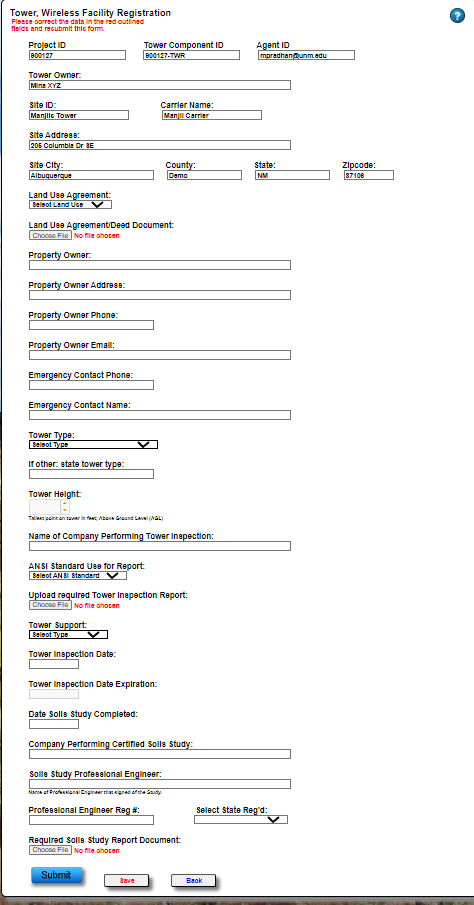 Tower, Wireless Facility Registration
?
Please correct the data in the red outlined
fields and resubmit this form.
Project ID Tower Component ID Agent ID
900127 900127-TWR mpradhan@unm.edu
Tower Owner:
Mina XYZ
Site ID: Carrier Name:
Manjils Tower Manjil Carrier
Site Address:
205 Columbia Dr SE
Site City: County: State: Zipcode:
Albuquerque Demo NM 87106
Land Use Agreement:
Select Land Use
Land Use Agreement/Deed Document:
Choose File No file chosen
Property Owner:
Property Owner Address:
Property Owner Phone:
Property Owner Email:
Emergency Contact Phone:
Emergency Contact Name:
Tower Type:
Select Type
If other: state tower type:
Tower Height:
Tallest point on tower in feet; Above Ground Level (AGL)
Name of Company Performing Tower Inspection:
ANSI Standard Use for Report:
Select ANSI Standard
Upload required Tower Inspection Report:
Choose File No file chosen
Tower Support:
Select Type
Tower Inspection Date:
Tower Inspection Date Expiration:
Date Soils Study Completed:
Company Performing Certified Soils Study:
Soils Study Professional Engineer:
Name of Professional Engineer that signed of the Study.
Professional Engineer Reg #: Select State Reg'd:
Required Soils Study Report Document:
Choose File No file chosen
Submit Save Back